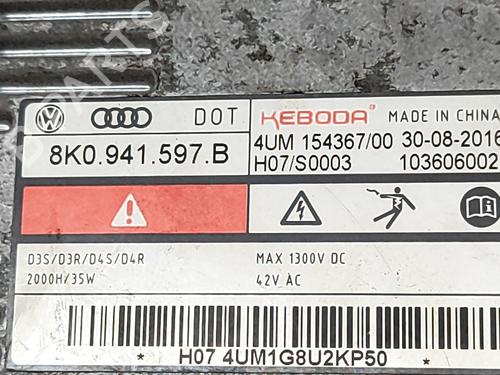 DOT KEBODA MADE IN CHINA
8K0.941.597.B 4UM 154367/00 30-08-2016
H07/S0003 103606002
D3S/D3R/D4S/D4R MAX 1300V DC
2000H/35W 42V AC
* H07 4UM1G8U2KP50 *